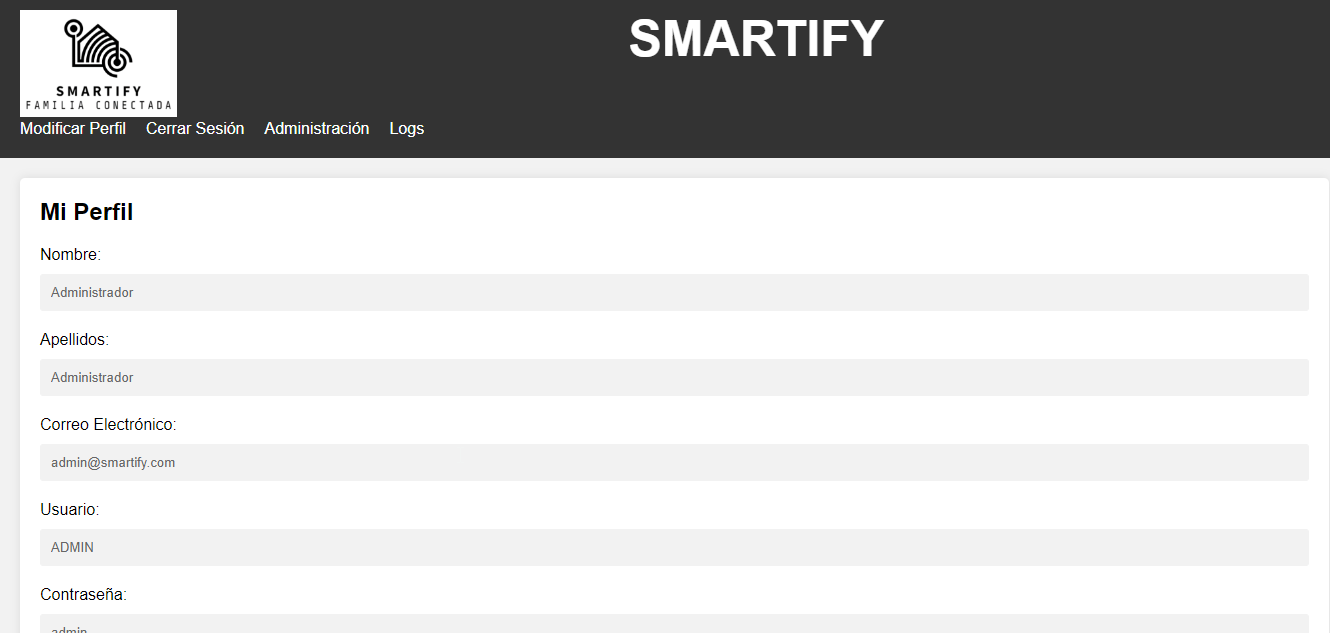 SMARTIFY
FAMILIA CONECTADA
SMARTIFY
Modificar Perfil Cerrar Sesión Administración Logs
Mi Perfil
Nombre:
Administrador
Apellidos:
Administrador
Correo Electrónico:
admin@smartify.com
Usuario:
ADMIN
Contraseña:
admin